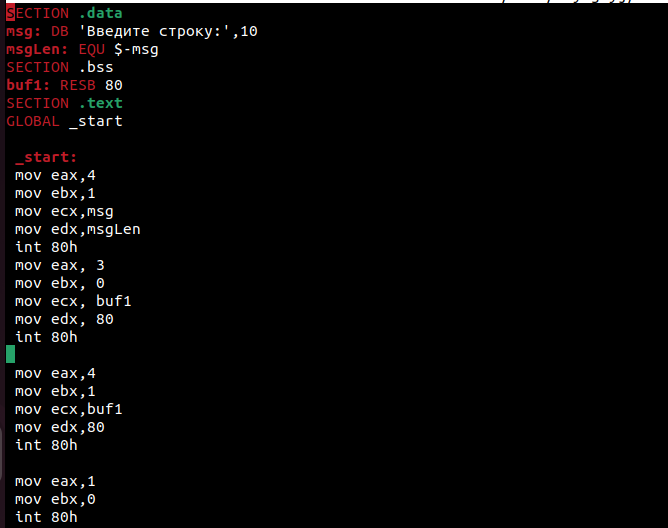 SECTION .data
msg: DB 'Введите строку:',10
msgLen: EQU $-msg
SECTION .bss
buf1: RESB 80
SECTION .text
GLOBAL _start
_start:
mov eax,4
mov ebx,1
mov ecx,msg
mov edx,msgLen
int 80h
mov eax, 3
mov ebx, 0
mov ecx, buf1
mov edx, 80
int 80h
mov eax,4
mov ebx,1
mov ecx,buf1
mov edx,80
int 80h
mov eax,1
mov ebx,0
int 80h